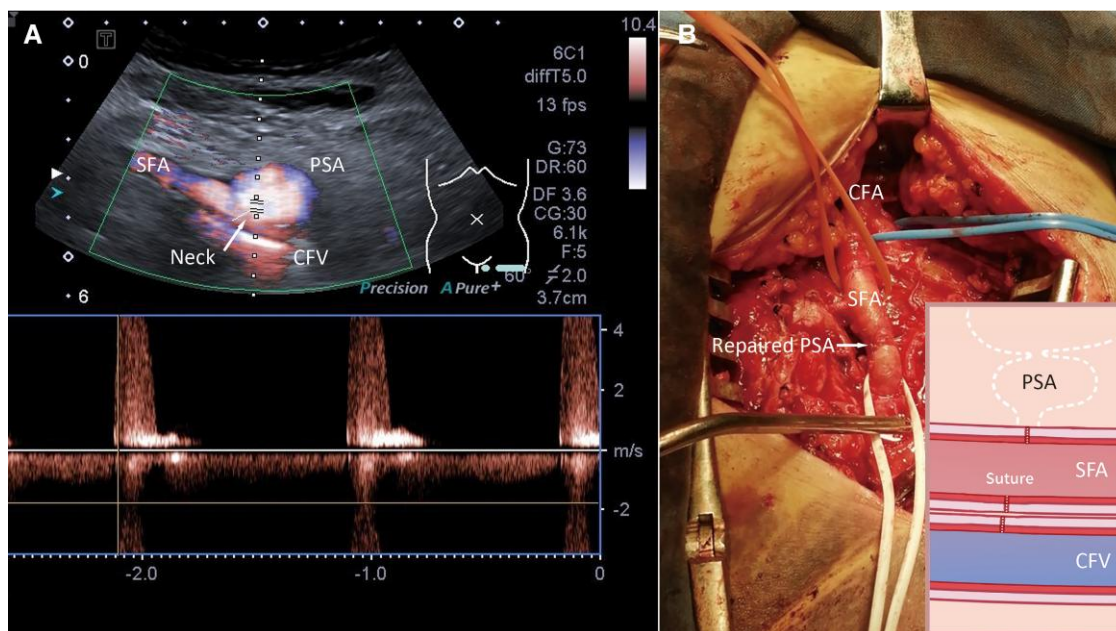 A
T
0
6
10.4
6C1
diffT5.0
13 fps
G:73
DR:60
DF 3.6
CG:30
6.1k
F:5
2.0
60°
3.7cm
Precision A Pure+
SFA
PSA
Neck
CFV
4
2
m/s
-2
-2.0
-1.0
0
B
CFA
SFA
Repaired PSA
PSA
SFA
Suture
CFV